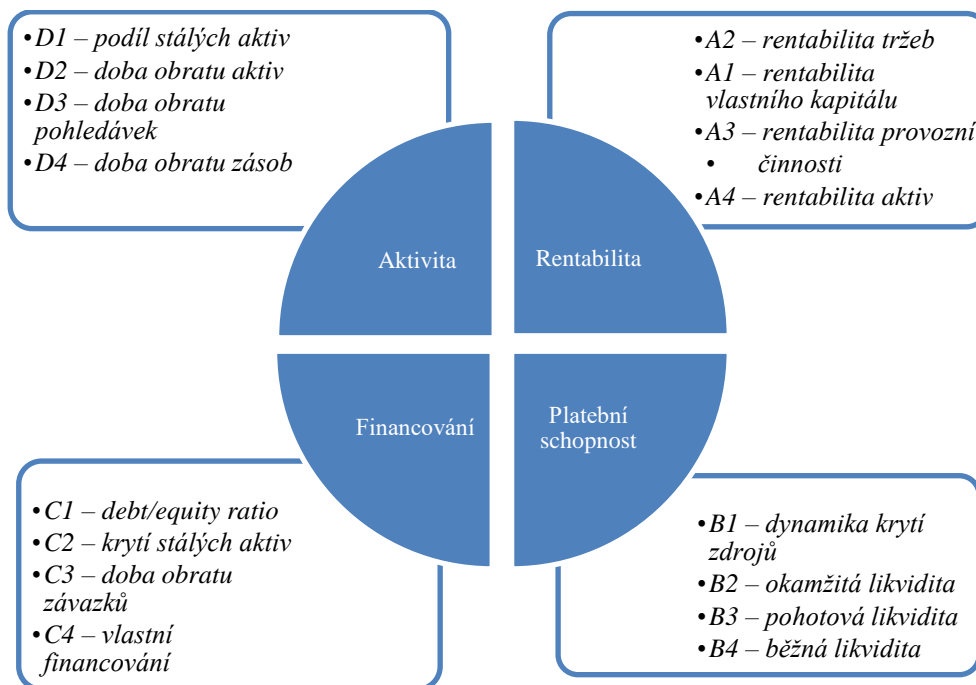 •D1 – podíl stálých aktiv
•D2 – doba obratu aktiv
•D3 – doba obratu
pohledávek
•D4 – doba obratu zásob
•A2 – rentabilita tržeb
•A1 – rentabilita
vlastního kapitálu
•A3 – rentabilita provozní
• činnosti
•A4 – rentabilita aktiv
Aktivita
Rentabilita
Financování
Platební
schopnost
•C1 – debt/equity ratio
•C2 – krytí stálých aktiv
•C3 – doba obratu
závazků
•C4 – vlastní
financování
•B1 – dynamika krytí
zdrojů
•B2 – okamžitá likvidita
•B3 – pohotová likvidita
•B4 – běžná likvidita